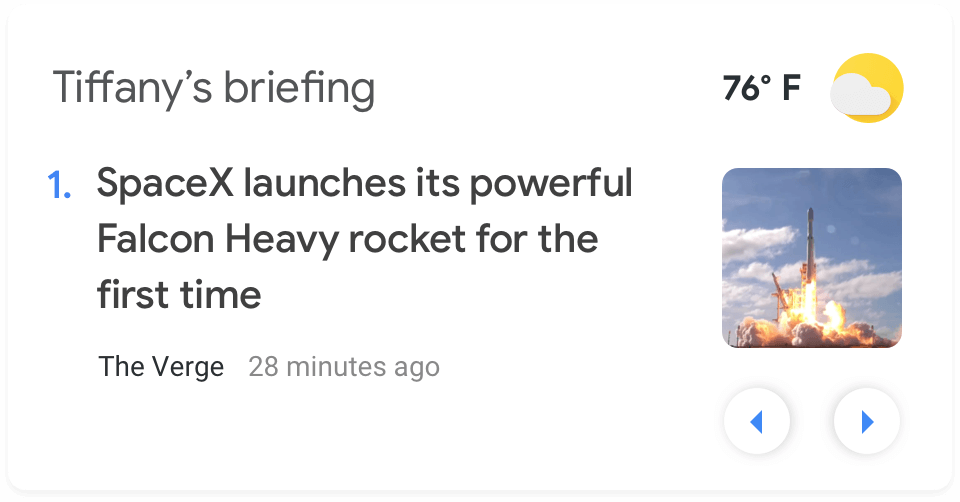 Tiffany’s briefing
76° F
1. SpaceX launches its powerful
Falcon Heavy rocket for the
first time
The Verge 28 minutes ago